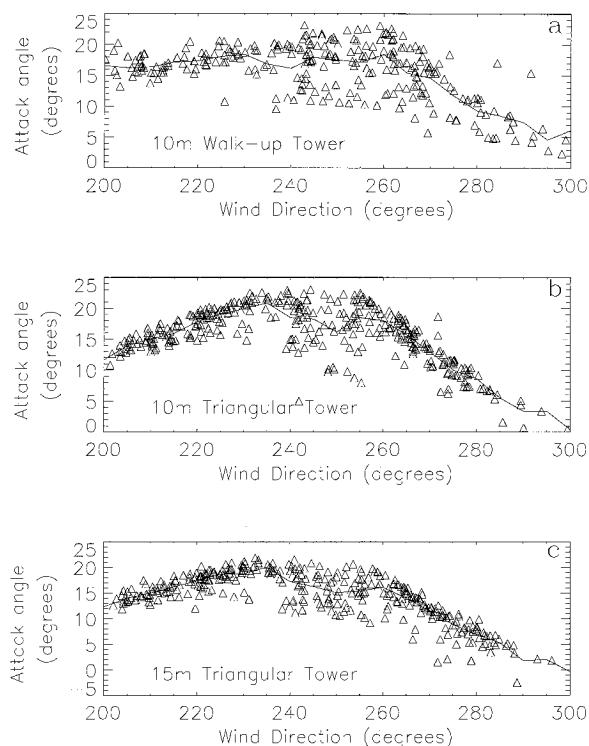 a
25
20
15
10
5
0
Attack angle
(degrees)
10m Walk-up Tower
200 220 240 260 280 300
Wind Direction (degrees)
b
25
20
15
10
5
0
Attack angle
(degrees)
10m Triangular Tower
200 220 240 260 280 300
Wind Direction (degrees)
c
25
20
15
10
5
0
5
Attack angle
(degrees)
15m Triangular Tower
200 220 240 260 280 300
Wind Direction (degrees)